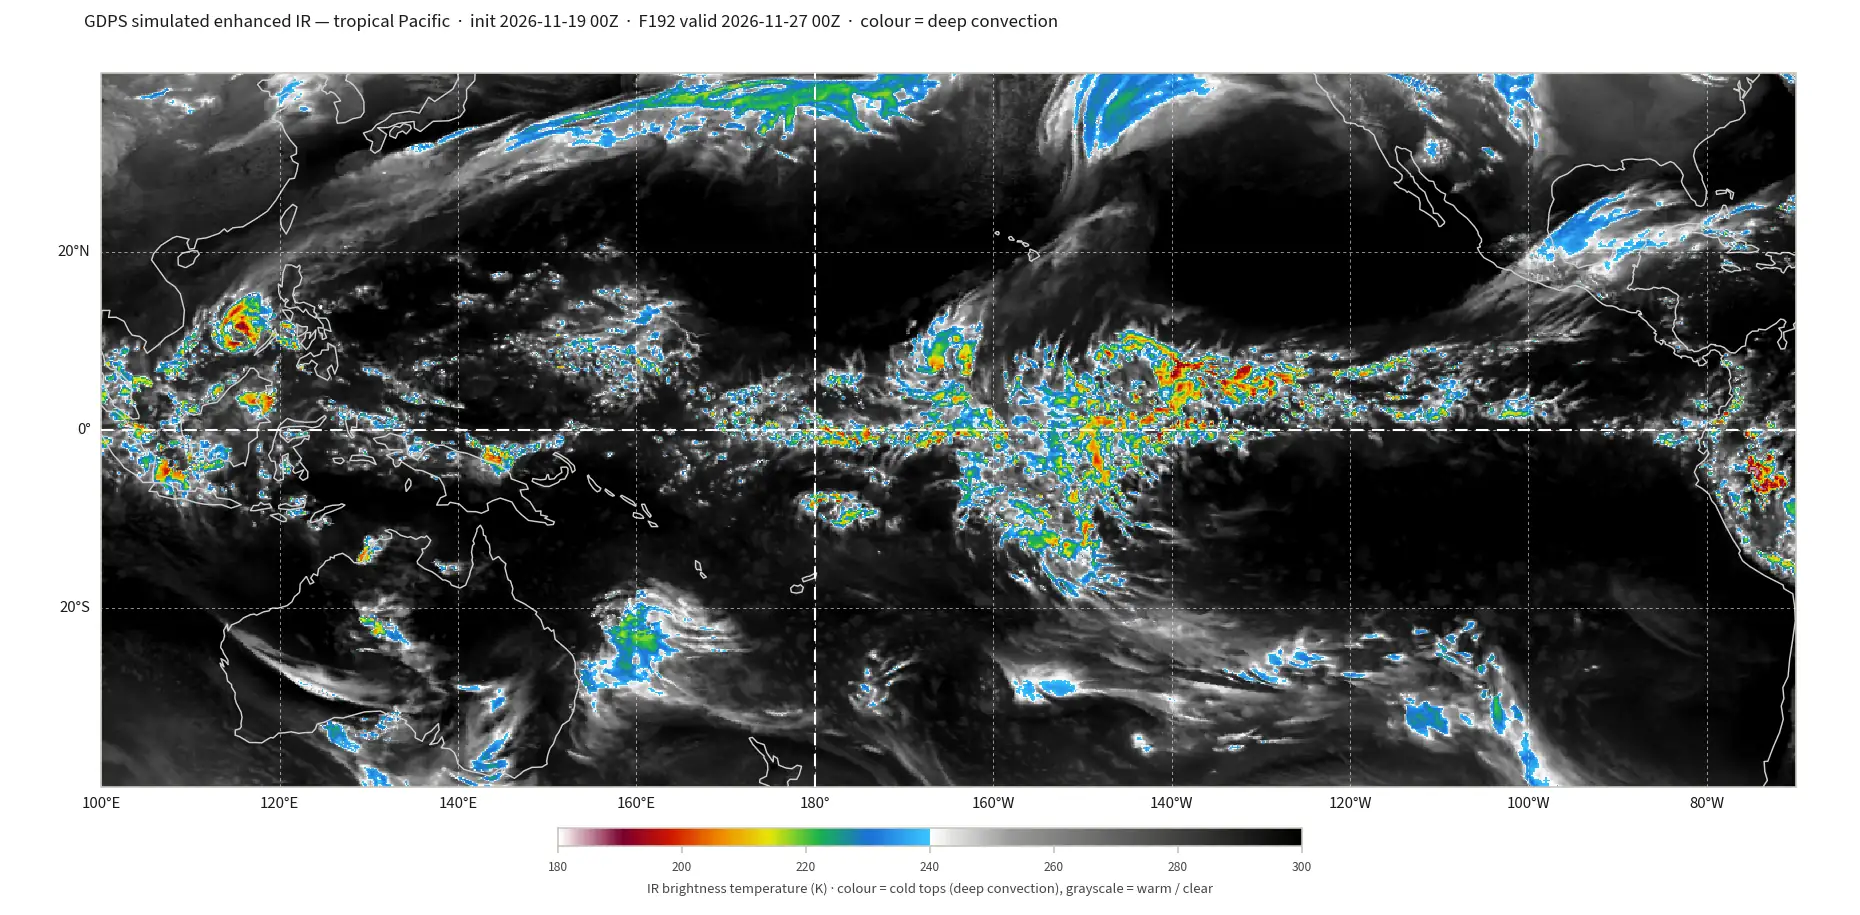 GDPS simulated enhanced IR — tropical Pacific · init 2026-11-19 00Z · F192 valid 2026-11-27 00Z · colour = deep convection
20°N
0°
20°S
100°E 120°E 140°E 160°E 180° 160°W 140°W 120°W 100°W 80°W
180 200 220 240 260 280 300
IR brightness temperature (K) · colour = cold tops (deep convection), grayscale = warm / clear